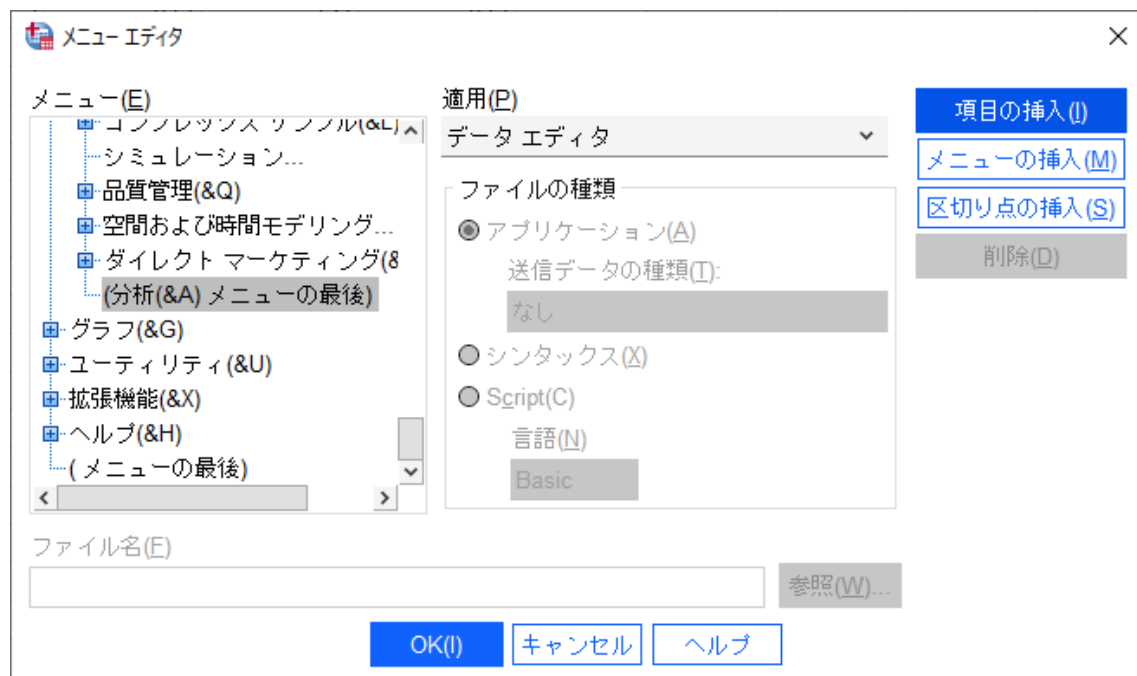 メニュー エディタ
メニュー(E)
シミュレーション...
品質管理(&Q)
空間および時間モデリング...
ダイレクト マーケティング(&
(分析(&A) メニューの最後)
グラフ(&G)
ユーティリティ(&U)
拡張機能(&X)
ヘルプ(&H)
( メニューの最後)
適用(P)
データ エディタ
ファイルの種類
アプリケーション(A)
送信データの種類(T):
なし
シンタックス(X)
Script(C)
言語(N)
Basic
項目の挿入(I)
メニューの挿入(M)
区切り点の挿入(S)
削除(D)
ファイル名(F)
参照(W)...
OK(I)
キャンセル
ヘルプ